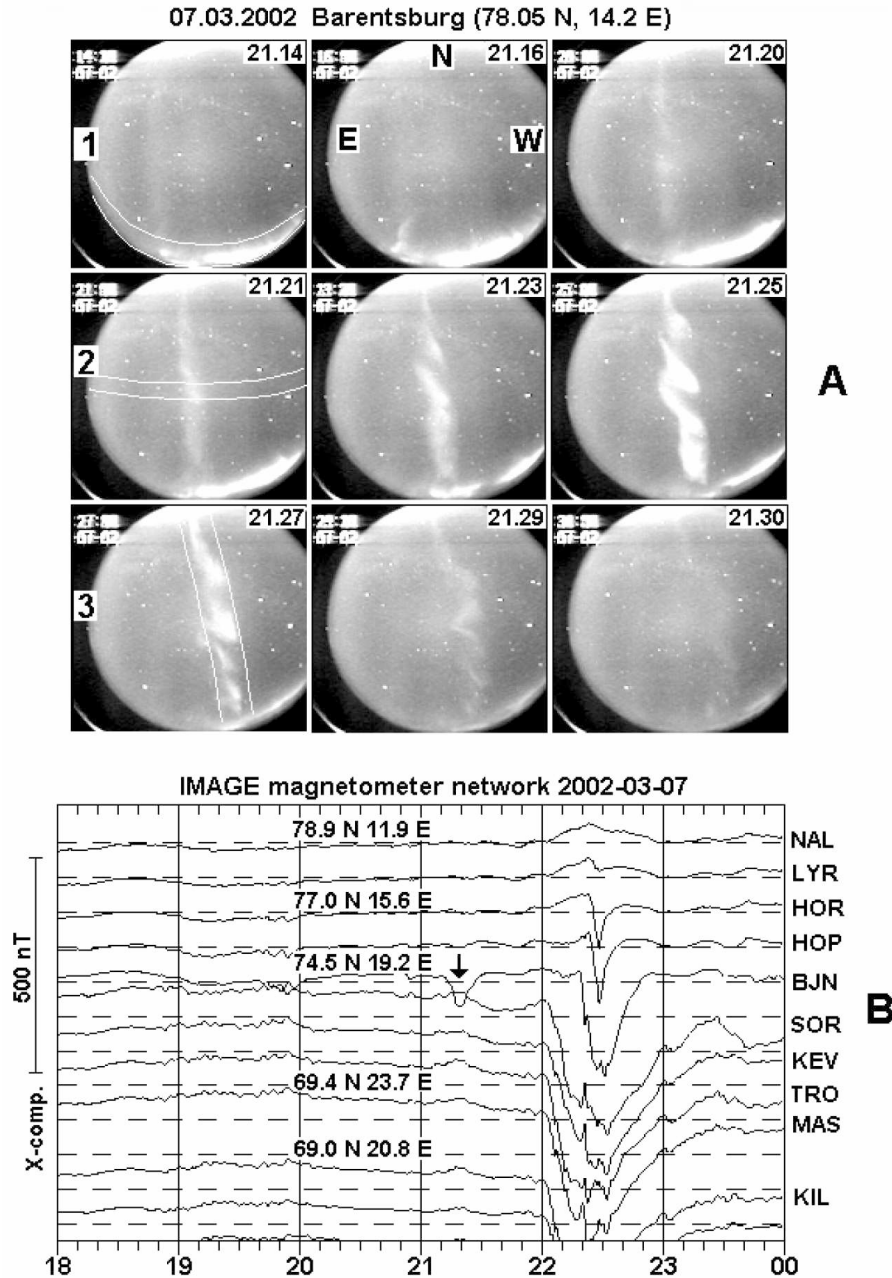 07.03.2002 Barentsburg (78.05 N, 14.2 E)
21.14
21.16
21.20
N
1
E
W
21.21
21.23
21.25
2
A
21.27
21.29
21.30
3
IMAGE magnetometer network 2002-03-07
78.9 N 11.9 E
NAL
LYR
77.0 N 15.6 E
HOR
HOP
74.5 N 19.2 E
BJN
500 nT
B
SOR
KEV
69.4 N 23.7 E
TRO
MAS
X-comp.
69.0 N 20.8 E
KIL
18 19 20 21 22 23 00